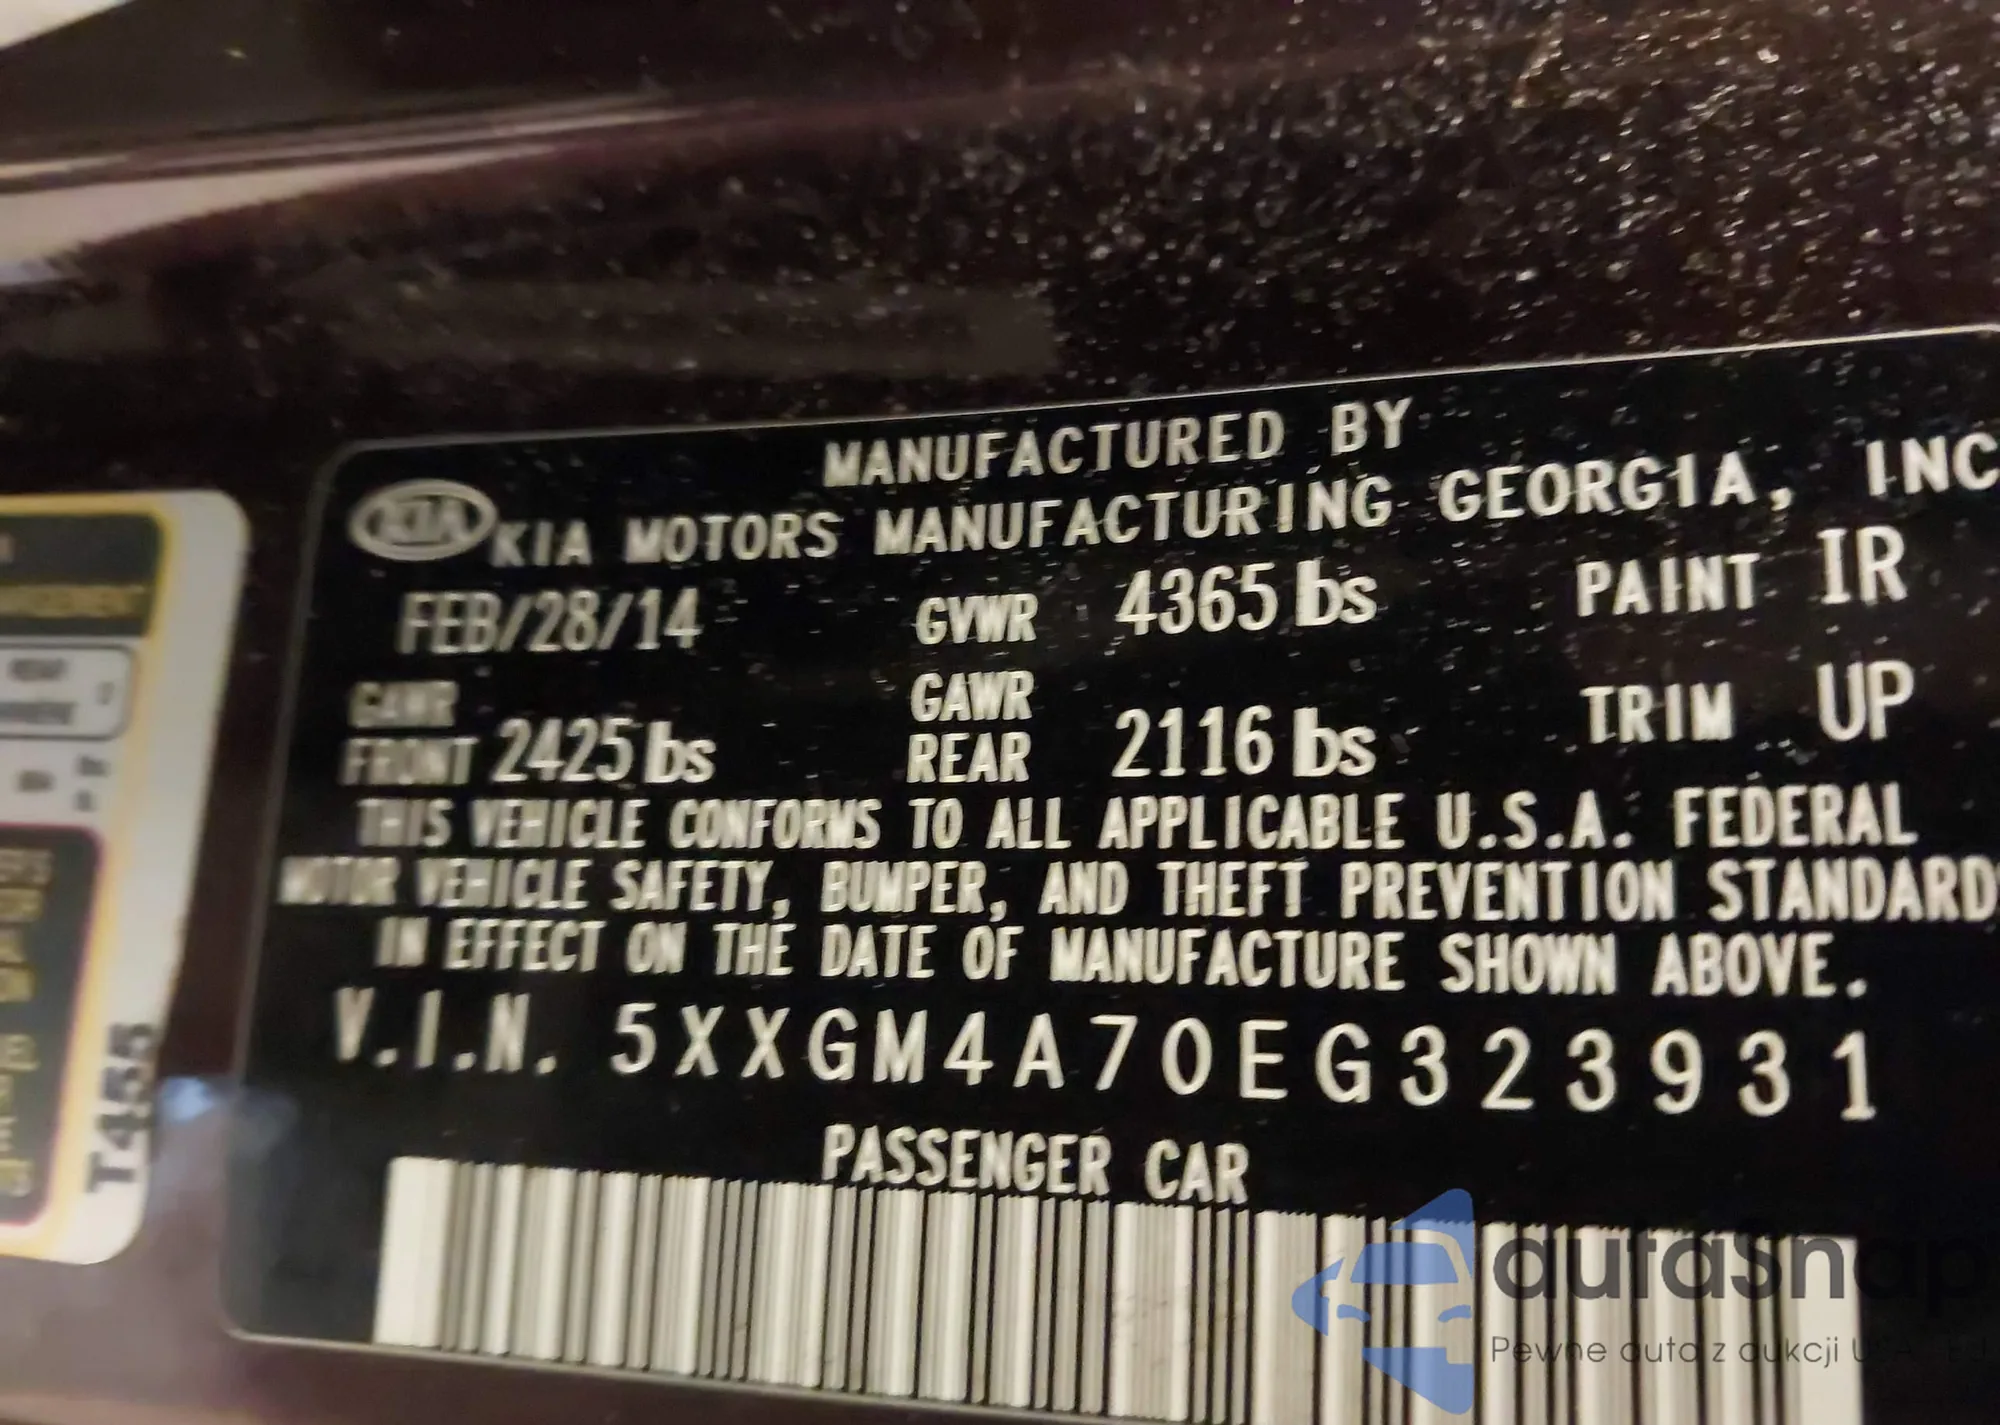 MANUFACTURED BY
KIA KIA MOTORS MANUFACTURING GEORGIA, INC
FEB/28/14 GVWR 4365 lbs PAINT IR
GAWR GAWR
FRONT 2425 lbs REAR 2116 lbs TRIM UP
THIS VEHICLE CONFORMS TO ALL APPLICABLE U.S.A. FEDERAL
MOTOR VEHICLE SAFETY, BUMPER, AND THEFT PREVENTION STANDARDS
IN EFFECT ON THE DATE OF MANUFACTURE SHOWN ABOVE.
V.I.N. 5XXGM4A70EG323931
PASSENGER CAR
T455
autasnap
Pewne auta z aukcji